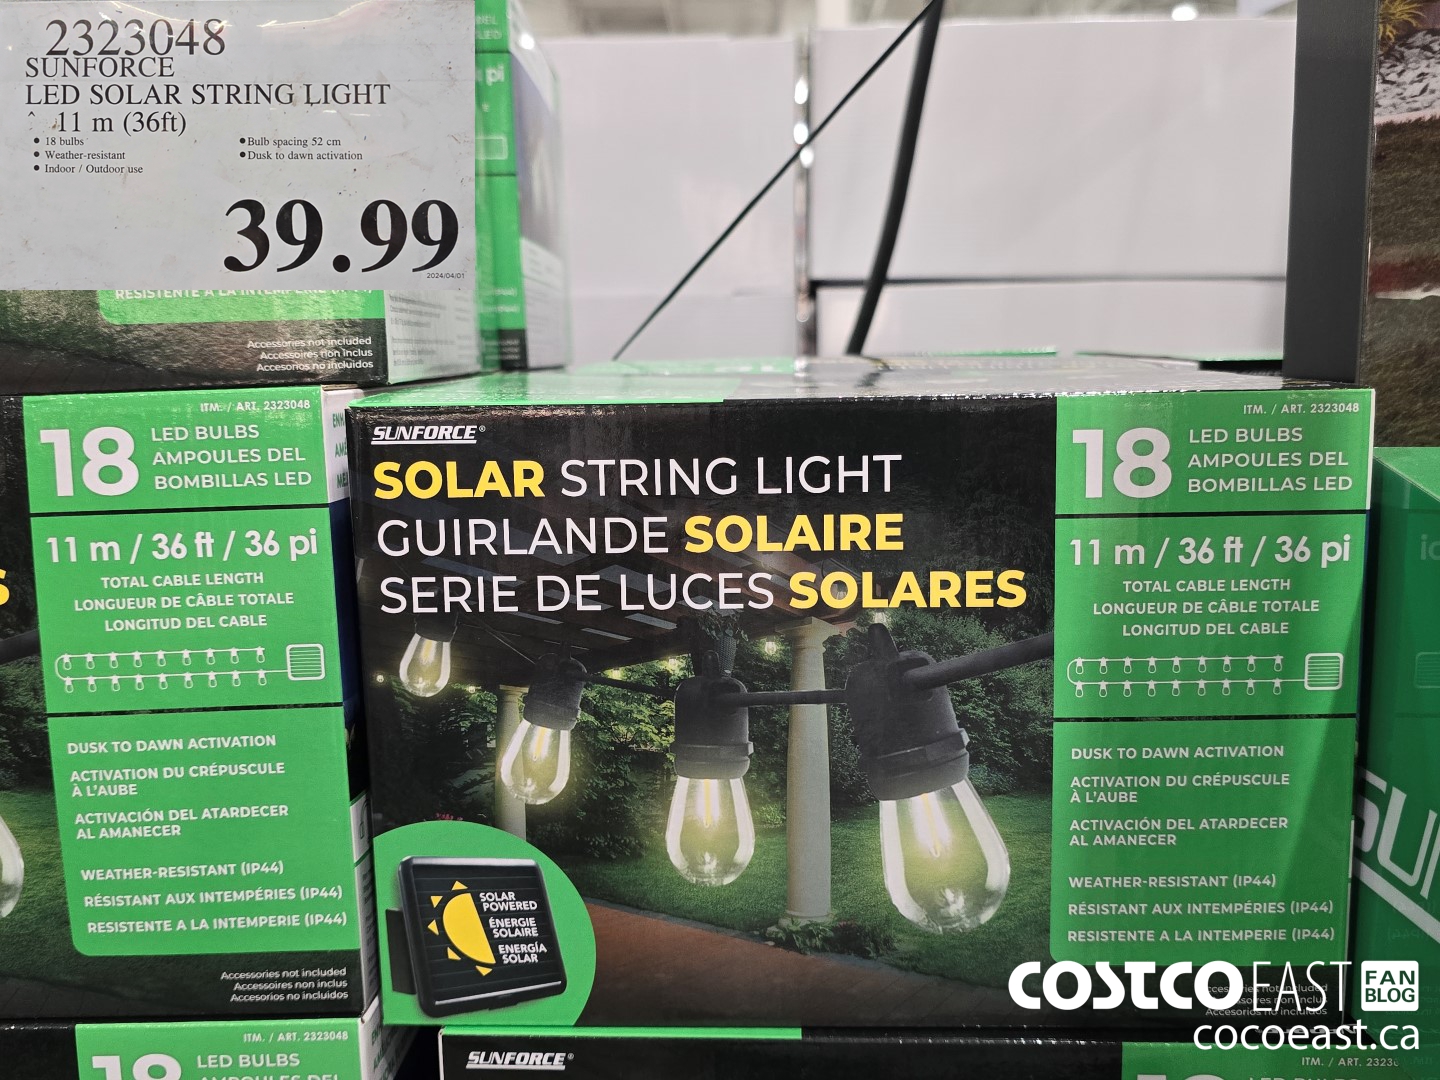 2323048
SUNFORCE
LED SOLAR STRING LIGHT
11 m (36ft)
• 18 bulbs
• Weather-resistant
• Indoor / Outdoor use
• Bulb spacing 52 cm
• Dusk to dawn activation
39.99
2024/04/01
RESISTENTE A LA INTEMPERIE
Accessories not included
Accessoires non inclus
Accesorios no incluidos
ITM. / ART. 2323048
18
LED BULBS
AMPOULES DEL
BOMBILLAS LED
11 m / 36 ft / 36 pi
TOTAL CABLE LENGTH
LONGUEUR DE CÂBLE TOTALE
LONGITUD DEL CABLE
DUSK TO DAWN ACTIVATION
ACTIVATION DU CRÉPUSCULE
À L'AUBE
ACTIVACIÓN DEL ATARDECER
AL AMANECER
WEATHER-RESISTANT (IP44)
RÉSISTANT AUX INTEMPÉRIES (IP44)
RESISTENTE A LA INTEMPERIE (IP44)
Accessories not included
Accessoires non inclus
Accesorios no incluidos
SUNFORCE®
SOLAR STRING LIGHT
GUIRLANDE SOLAIRE
SERIE DE LUCES SOLARES
SOLAR
POWERED
ÉNERGIE
SOLAIRE
ENERGÍA
SOLAR
ITM. / ART. 2323048
18
LED BULBS
AMPOULES DEL
BOMBILLAS LED
11 m / 36 ft / 36 pi
TOTAL CABLE LENGTH
LONGUEUR DE CÂBLE TOTALE
LONGITUD DEL CABLE
DUSK TO DAWN ACTIVATION
ACTIVATION DU CRÉPUSCULE
À L'AUBE
ACTIVACIÓN DEL ATARDECER
AL AMANECER
WEATHER-RESISTANT (IP44)
RÉSISTANT AUX INTEMPÉRIES (IP44)
RESISTENTE A LA INTEMPERIE (IP44)
COSTCO EAST FAN BLOG
cocoeast.ca
ITM. / ART. 2323048
18
LED BULBS
SUNFORCE®
ITM. / ART.